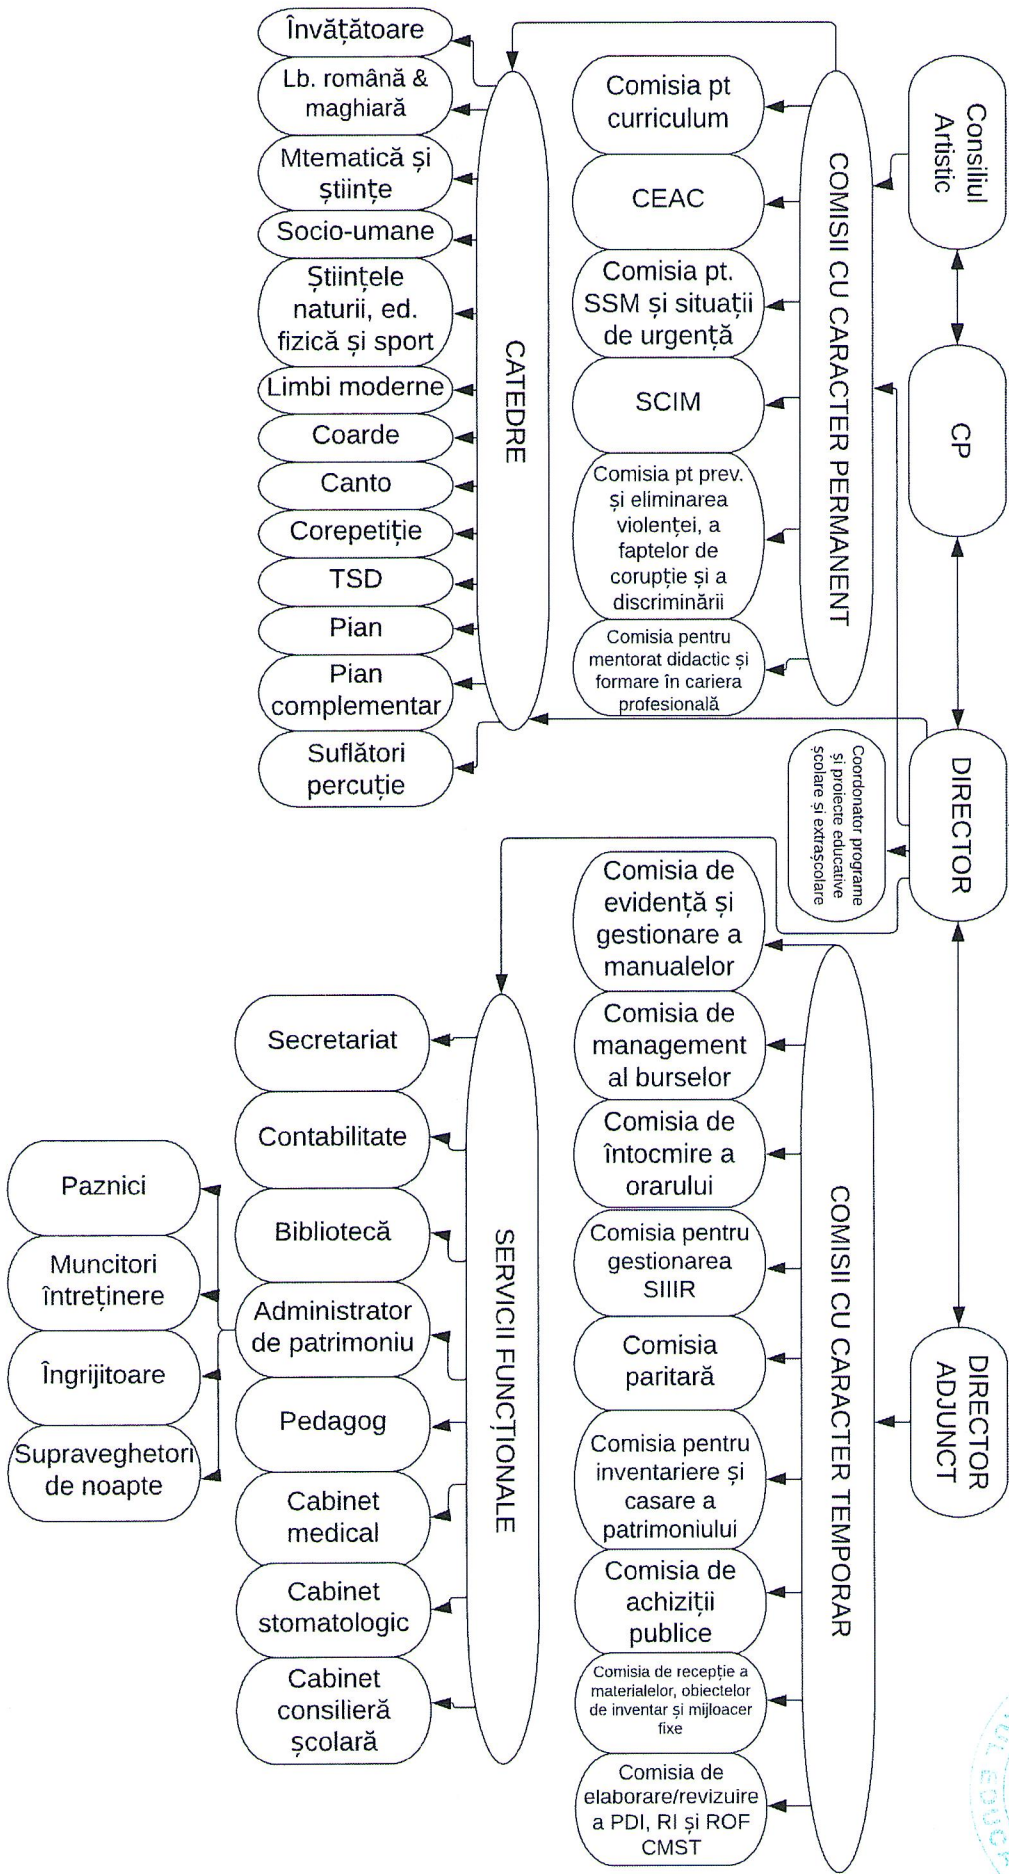 Consiliul
Artistic
CP
DIRECTOR
DIRECTOR
ADJUNCT
Coordonator programe
și proiecte educative
școlare și extrașcolare
COMISII CU CARACTER PERMANENT
Comisia pt
curriculum
CEAC
Comisia pt.
SSM și situații
de urgență
SCIM
Comisia pt prev.
și eliminarea
violenței, a
faptelor de
corupție și a
discriminării
Comisia pentru
mentorat didactic și
formare în cariera
profesională
COMISII CU CARACTER TEMPORAR
Comisia de
evidență și
gestionare a
manualelor
Comisia de
management
al burselor
Comisia de
întocmire a
orarului
Comisia pentru
gestionarea
SIIIR
Comisia
paritară
Comisia pentru
inventariere și
casare a
patrimoniului
Comisia de
achiziții
publice
Comisia de recepție a
materialelor, obiectelor
de inventar și mijloacer
fixe
Comisia de
elaborare/revizuire
a PDI, RI și ROF
CMST
CATEDRE
Învățătoare
Lb. română &
maghiară
Mtematică și
științe
Socio-umane
Științele
naturii, ed.
fizică și sport
Limbi moderne
Coarde
Canto
Corepetiție
TSD
Pian
Pian
complementar
Suflători
percuție
SERVICII FUNCȚIONALE
Secretariat
Contabilitate
Bibliotecă
Administrator
de patrimoniu
Pedagog
Cabinet
medical
Cabinet
stomatologic
Cabinet
consilieră
școlară
Paznici
Muncitori
întreținere
Îngrijitoare
Supraveghetori
de noapte